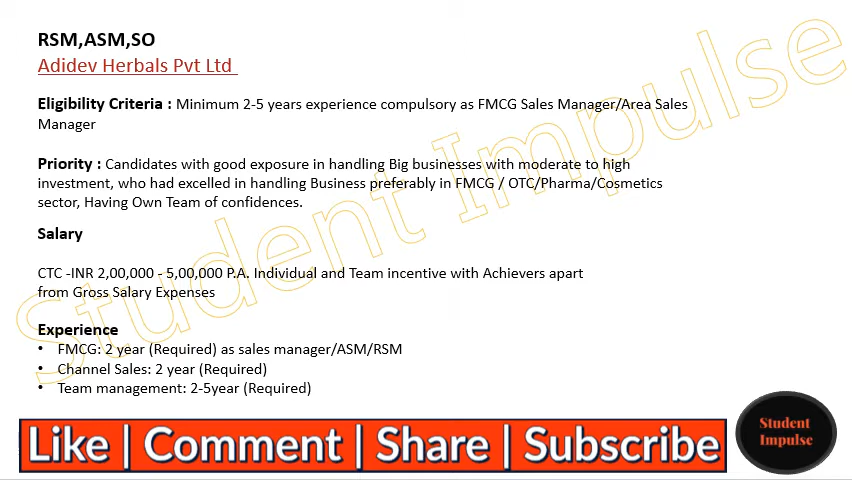 RSM,ASM,SO
Adidev Herbals Pvt Ltd
Eligibility Criteria : Minimum 2-5 years experience compulsory as FMCG Sales Manager/Area Sales
Manager
Priority : Candidates with good exposure in handling Big businesses with moderate to high
investment, who had excelled in handling Business preferably in FMCG / OTC/Pharma/Cosmetics
sector, Having Own Team of confidences.
Salary
CTC -INR 2,00,000 - 5,00,000 P.A. Individual and Team incentive with Achievers apart
from Gross Salary Expenses
Experience
• FMCG: 2 year (Required) as sales manager/ASM/RSM
• Channel Sales: 2 year (Required)
• Team management: 2-5year (Required)
Student Impulse
Like | Comment | Share | Subscribe
Student
Impulse